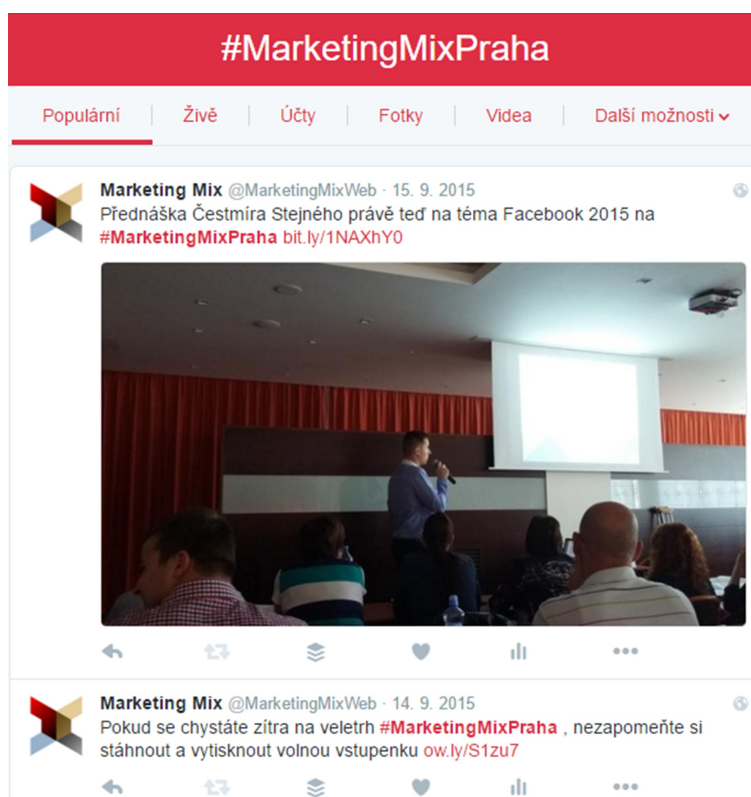 #MarketingMixPraha
Populární Živě Účty Fotky Videa Další možnosti
Marketing Mix @MarketingMixWeb · 15. 9. 2015
Přednáška Čestmíra Stejného právě teď na téma Facebook 2015 na
#MarketingMixPraha bit.ly/1NAXhY0
Marketing Mix @MarketingMixWeb · 14. 9. 2015
Pokud se chystáte zítra na veletrh #MarketingMixPraha , nezapomeňte si
stáhnout a vytisknout volnou vstupenku ow.ly/S1zu7